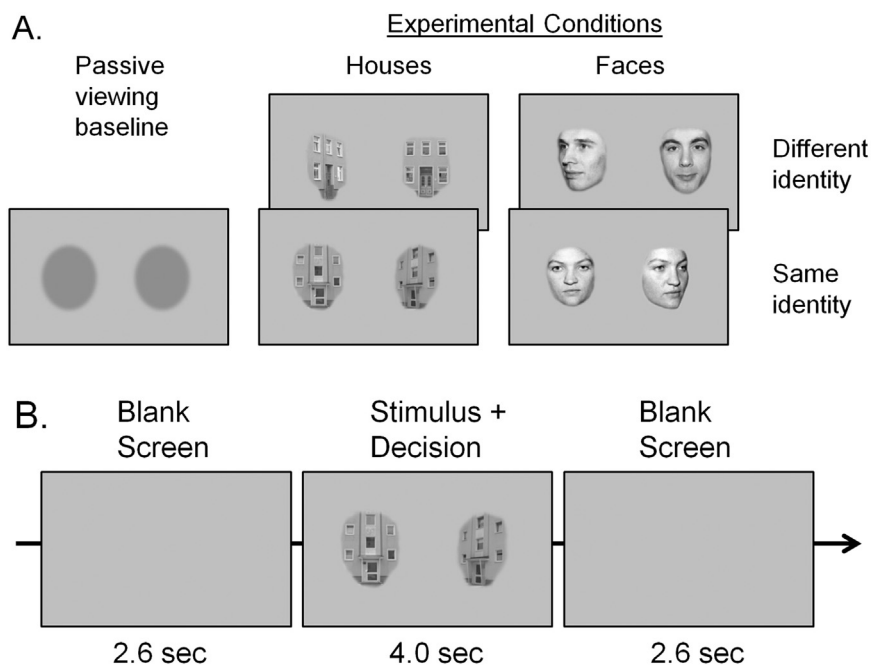 A.
Experimental Conditions
Passive
viewing
baseline
Houses
Faces
Different
identity
Same
identity
B.
Blank
Screen
Stimulus +
Decision
Blank
Screen
2.6 sec
4.0 sec
2.6 sec